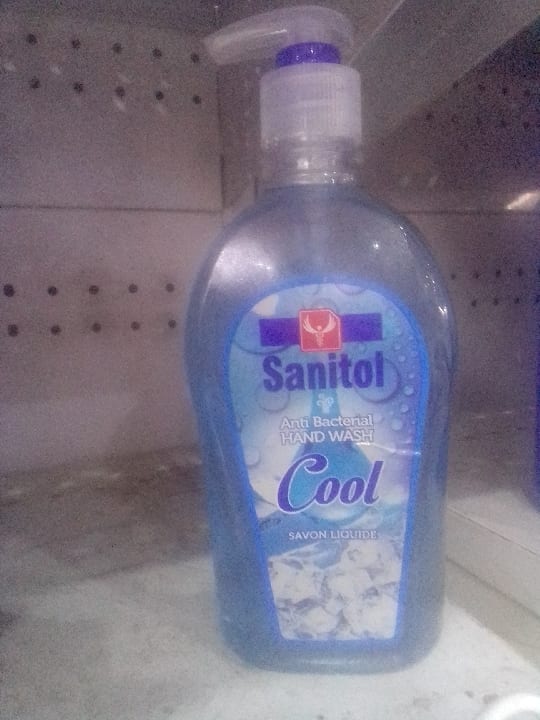 Sanitol
Anti Bacterial
HAND WASH
Cool
SAVON LIQUIDE